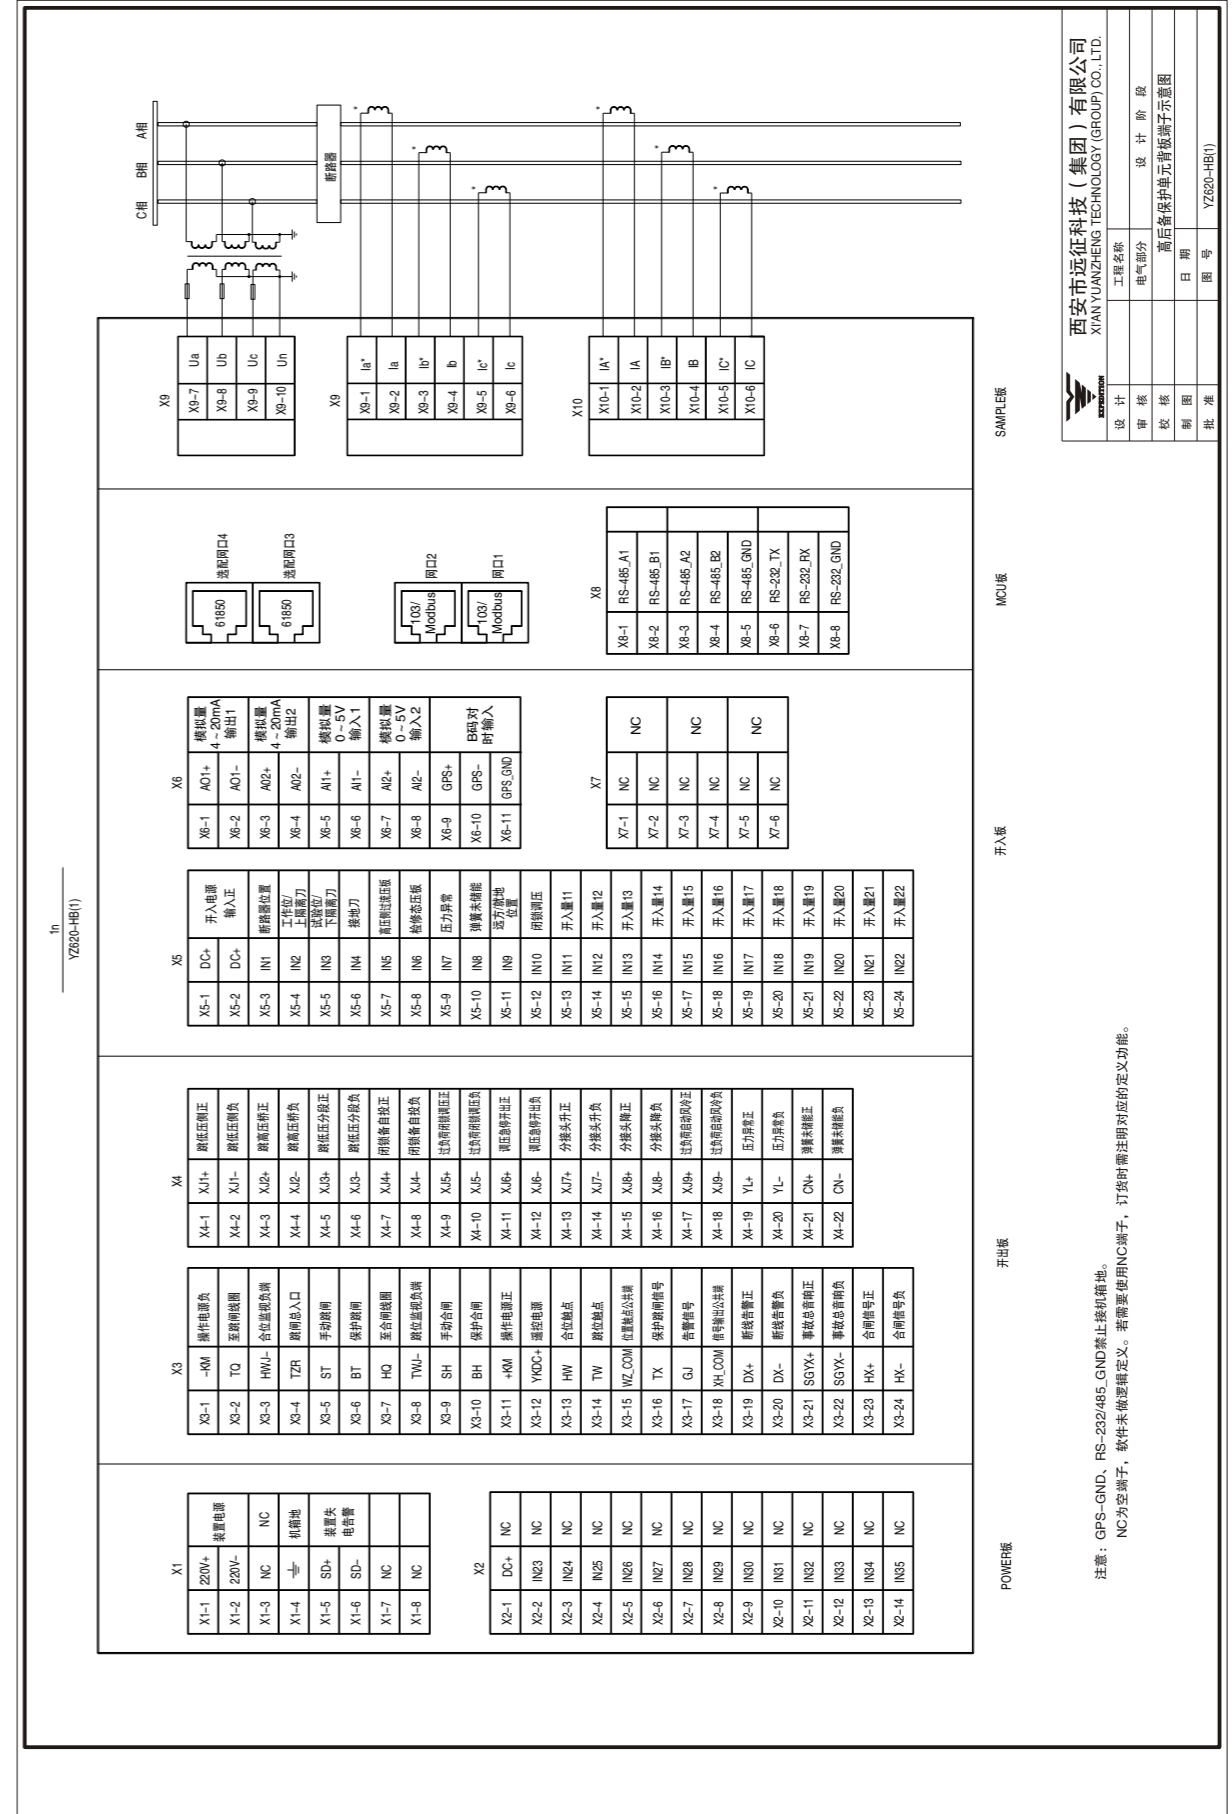 1n
YZ620-HB(1)
X1
X1-1 220V+ 装置电源
X1-2 220V-
X1-3 NC NC
X1-4 机箱地
X1-5 SD+ 装置失电告警
X1-6 SD-
X1-7 NC
X1-8 NC
X2
X2-1 DC+ NC
X2-2 IN23 NC
X2-3 IN24 NC
X2-4 IN25 NC
X2-5 IN26 NC
X2-6 IN27 NC
X2-7 IN28 NC
X2-8 IN29 NC
X2-9 IN30 NC
X2-10 IN31 NC
X2-11 IN32 NC
X2-12 IN33 NC
X2-13 IN34 NC
X2-14 IN35 NC
POWER板
X3
X3-1 -KM 操作电源负
X3-2 TQ 至跳闸线圈
X3-3 HWJ- 合位监视负端
X3-4 TZR 跳闸总入口
X3-5 ST 手动跳闸
X3-6 BT 保护跳闸
X3-7 HQ 至合闸线圈
X3-8 TWJ- 跳位监视负端
X3-9 SH 手动合闸
X3-10 BH 保护合闸
X3-11 +KM 操作电源正
X3-12 YKDC+ 遥控电源
X3-13 HW 合位触点
X3-14 TW 跳位触点
X3-15 WZ_COM 位置触点公共端
X3-16 TX 保护跳闸信号
X3-17 GJ 告警信号
X3-18 XH_COM 信号输出公共端
X3-19 DX+ 断线告警正
X3-20 DX- 断线告警负
X3-21 SGYX+ 事故总音响正
X3-22 SGYX- 事故总音响负
X3-23 HX+ 合闸信号正
X3-24 HX- 合闸信号负
X4
X4-1 XJ1+ 跳低压侧正
X4-2 XJ1- 跳低压侧负
X4-3 XJ2+ 跳高压桥正
X4-4 XJ2- 跳高压桥负
X4-5 XJ3+ 跳低压分段正
X4-6 XJ3- 跳低压分段负
X4-7 XJ4+ 闭锁备自投正
X4-8 XJ4- 闭锁备自投负
X4-9 XJ5+ 过负荷闭锁调压正
X4-10 XJ5- 过负荷闭锁调压负
X4-11 XJ6+ 调压急停开出正
X4-12 XJ6- 调压急停开出负
X4-13 XJ7+ 分接头升正
X4-14 XJ7- 分接头升负
X4-15 XJ8+ 分接头降正
X4-16 XJ8- 分接头降负
X4-17 XJ9+ 过负荷启动风冷正
X4-18 XJ9- 过负荷启动风冷负
X4-19 YL+ 压力异常正
X4-20 YL- 压力异常负
X4-21 CN+ 弹簧未储能正
X4-22 CN- 弹簧未储能负
开出板
X5
X5-1 DC+ 开入电源输入正
X5-2 DC+
X5-3 IN1 断路器位置
X5-4 IN2 工作位/上隔离刀
X5-5 IN3 试验位/下隔离刀
X5-6 IN4 接地刀
X5-7 IN5 高压侧过流压板
X5-8 IN6 检修态压板
X5-9 IN7 压力异常
X5-10 IN8 弹簧未储能
X5-11 IN9 远方/就地位置
X5-12 IN10 闭锁调压
X5-13 IN11 开入量11
X5-14 IN12 开入量12
X5-15 IN13 开入量13
X5-16 IN14 开入量14
X5-17 IN15 开入量15
X5-18 IN16 开入量16
X5-19 IN17 开入量17
X5-20 IN18 开入量18
X5-21 IN19 开入量19
X5-22 IN20 开入量20
X5-23 IN21 开入量21
X5-24 IN22 开入量22
X6
X6-1 AO1+ 模拟量4~20mA输出1
X6-2 AO1-
X6-3 A02+ 模拟量4~20mA输出2
X6-4 A02-
X6-5 AI1+ 模拟量0~5V输入1
X6-6 AI1-
X6-7 AI2+ 模拟量0~5V输入2
X6-8 AI2-
X6-9 GPS+ B码对时输入
X6-10 GPS-
X6-11 GPS_GND
X7
X7-1 NC NC
X7-2 NC
X7-3 NC NC
X7-4 NC
X7-5 NC NC
X7-6 NC
开入板
61850 选配网口4
61850 选配网口3
103/Modbus 网口2
103/Modbus 网口1
X8
X8-1 RS-485_A1
X8-2 RS-485_B1
X8-3 RS-485_A2
X8-4 RS-485_B2
X8-5 RS-485_GND
X8-6 RS-232_TX
X8-7 RS-232_RX
X8-8 RS-232_GND
MCU板
X9
X9-7 Ua
X9-8 Ub
X9-9 Uc
X9-10 Un
X9
X9-1 Ia*
X9-2 Ia
X9-3 Ib*
X9-4 Ib
X9-5 Ic*
X9-6 Ic
X10
X10-1 IA*
X10-2 IA
X10-3 IB*
X10-4 IB
X10-5 IC*
X10-6 IC
SAMPLE板
A相
B相
C相
断路器
*
*
*
*
*
*
注意：GPS-GND、RS-232/485_GND禁止接机箱地。
NC为空端子，软件未做逻辑定义。若需要使用NC端子，订货时需注明对应的定义功能。
EXPEDITION
西安市远征科技（集团）有限公司
XI'AN YUANZHENG TECHNOLOGY (GROUP) CO., LTD.
设 计 工程名称
审 核 电气部分 设 计 阶 段
校 核 高后备保护单元背板端子示意图
制 图 日 期
批 准 图 号 YZ620-HB(1)